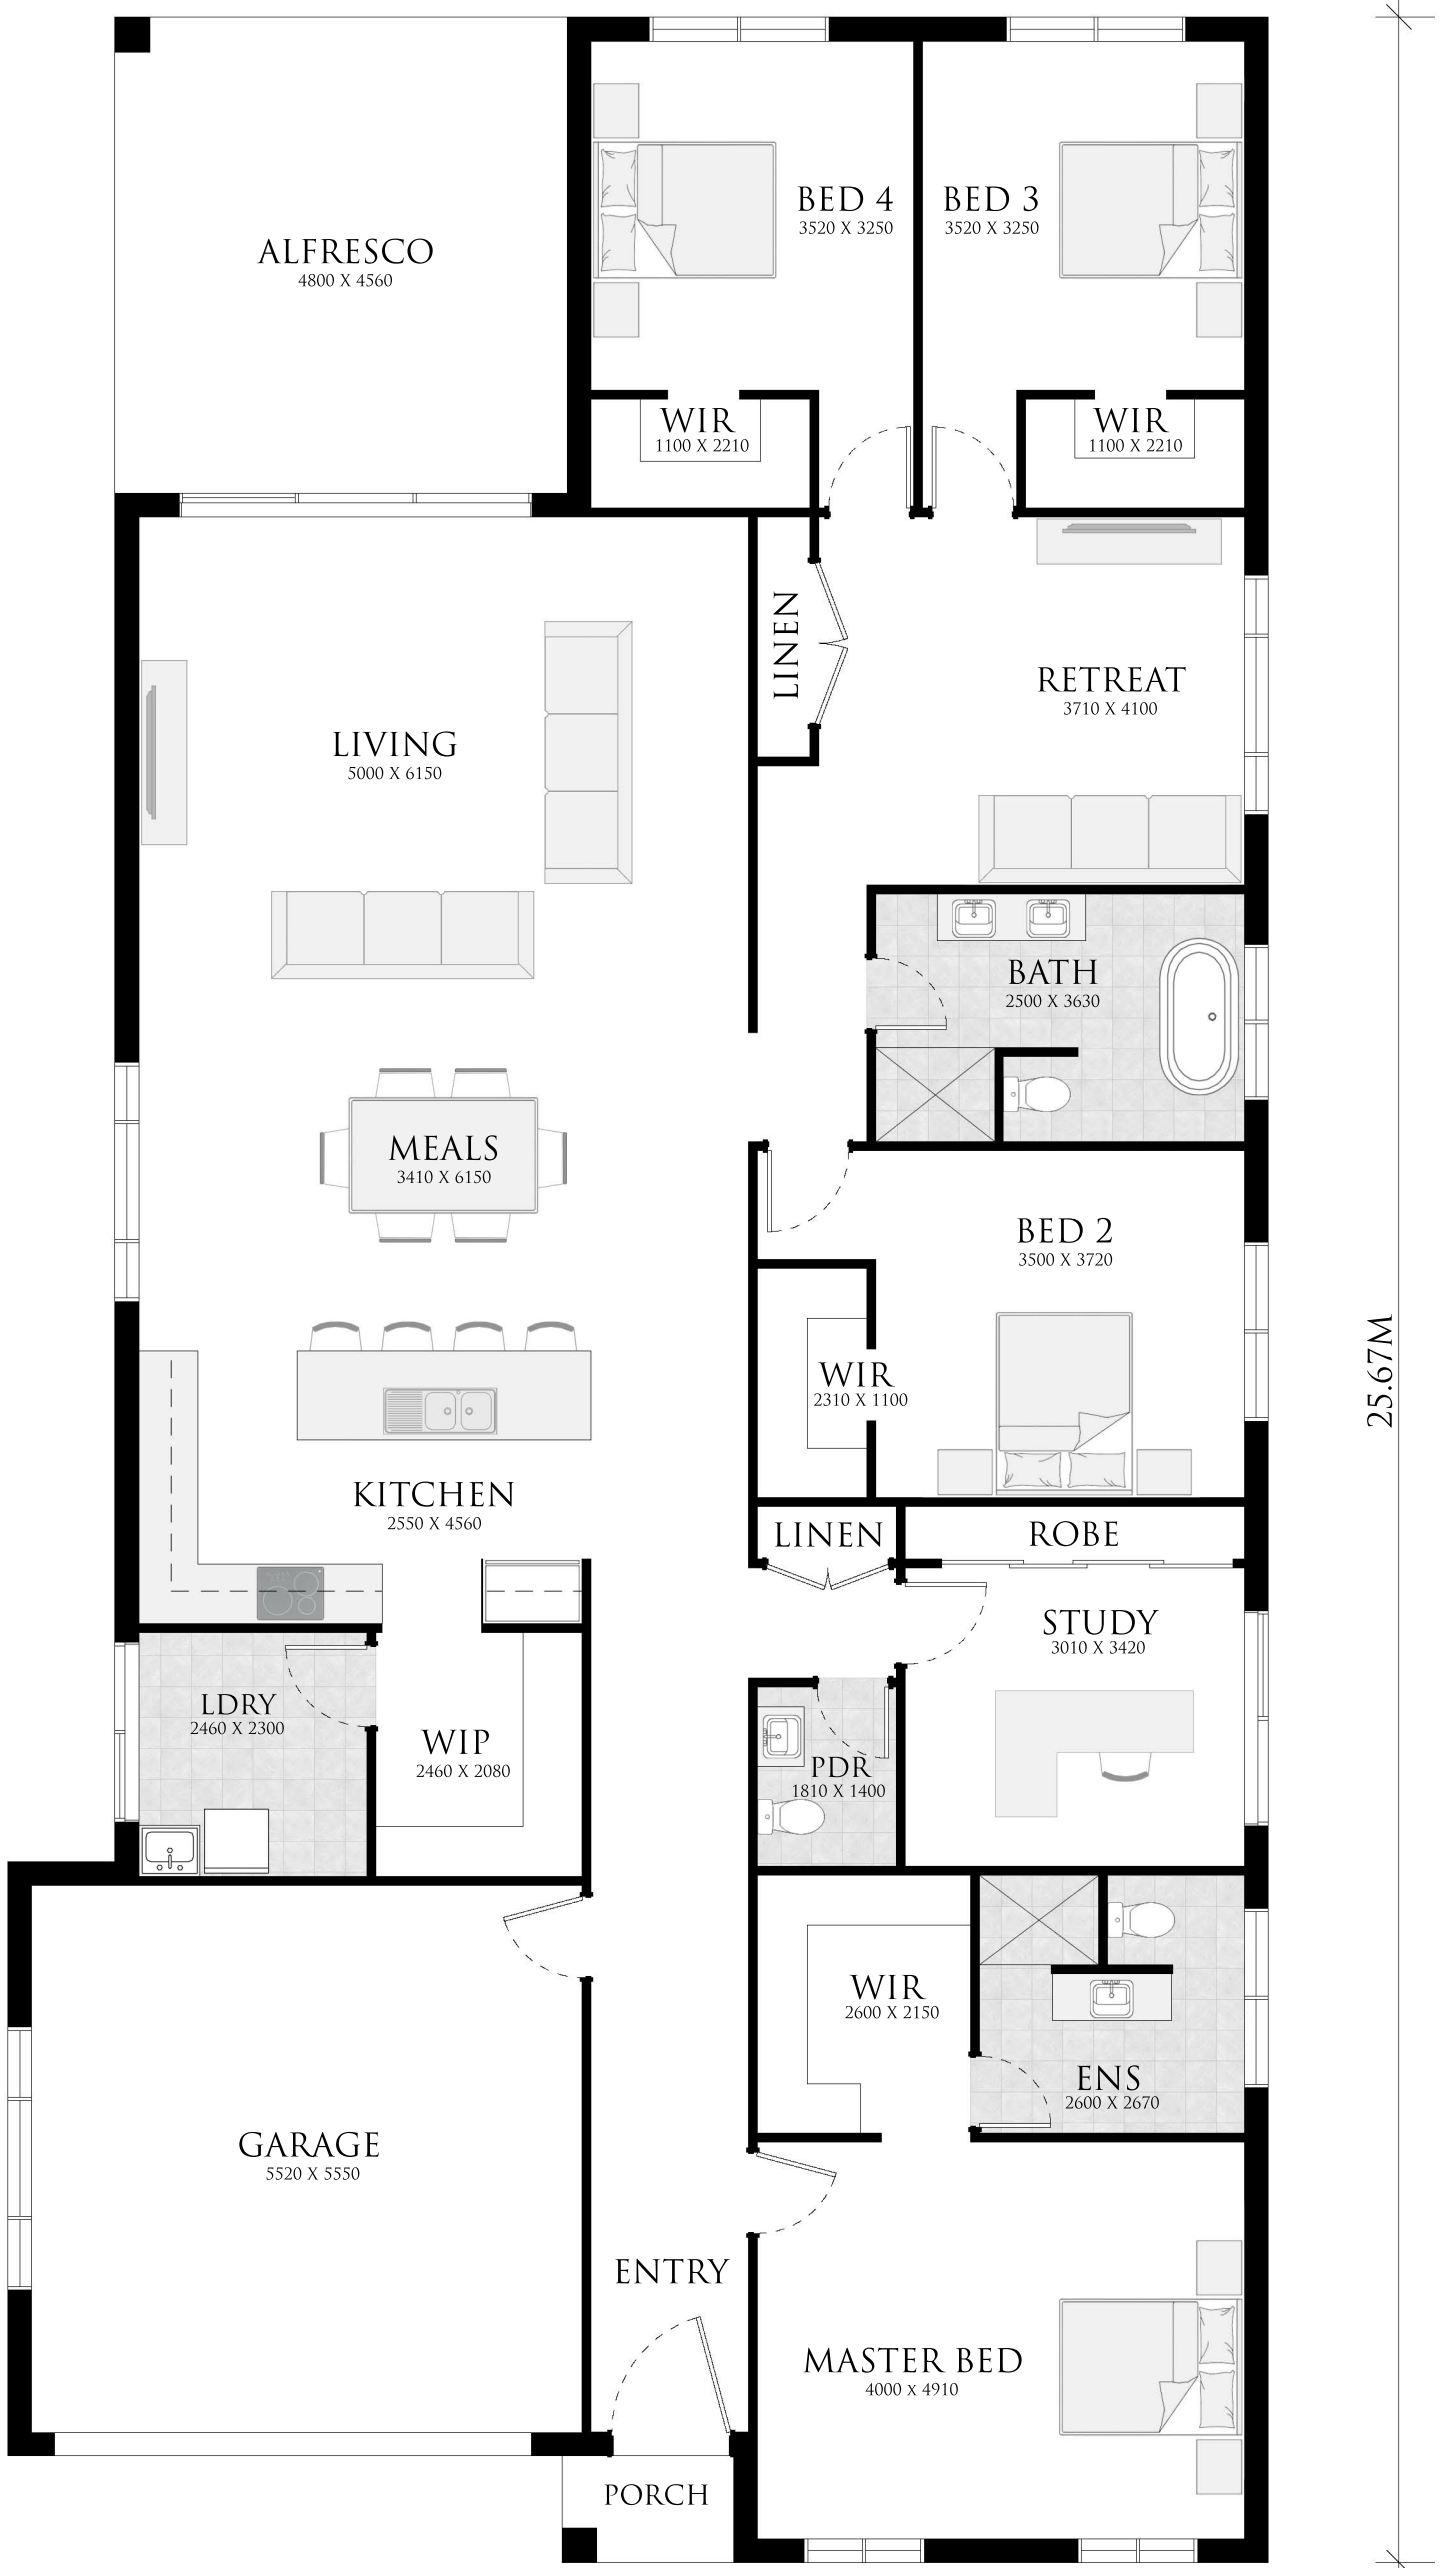 BED 4
3520 X 3250
BED 3
3520 X 3250
ALFRESCO
4800 X 4560
WIR
1100 X 2210
WIR
1100 X 2210
LINEN
RETREAT
3710 X 4100
LIVING
5000 X 6150
BATH
2500 X 3630
MEALS
3410 X 6150
BED 2
3500 X 3720
25.67M
WIR
2310 X 1100
KITCHEN
2550 X 4560
LINEN
ROBE
STUDY
3010 X 3420
LDRY
2460 X 2300
WIP
2460 X 2080
PDR
1810 X 1400
WIR
2600 X 2150
ENS
2600 X 2670
GARAGE
5520 X 5550
ENTRY
MASTER BED
4000 X 4910
PORCH